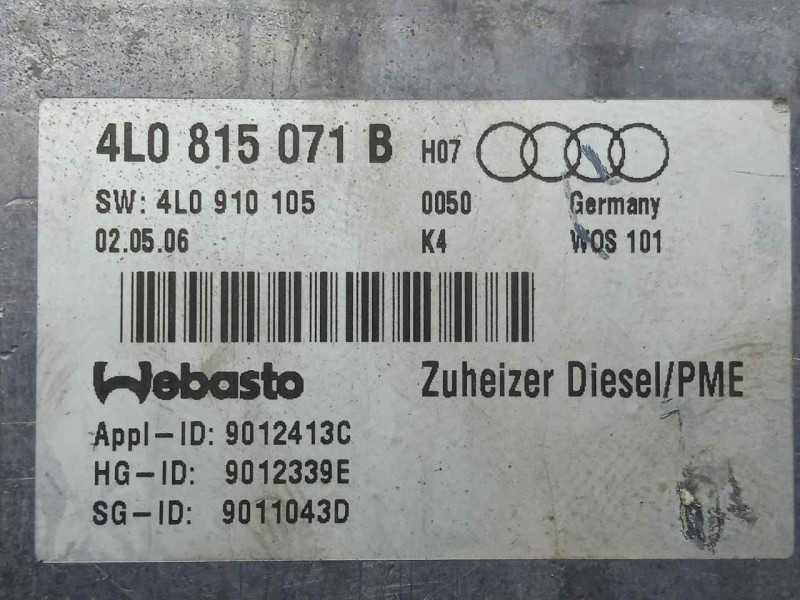 4L0 815 071 B H07
SW: 4L0 910 105 0050 Germany
02.05.06 K4 WOS 101
Webasto Zuheizer Diesel/PME
Appl-ID: 9012413C
HG-ID: 9012339E
SG-ID: 9011043D